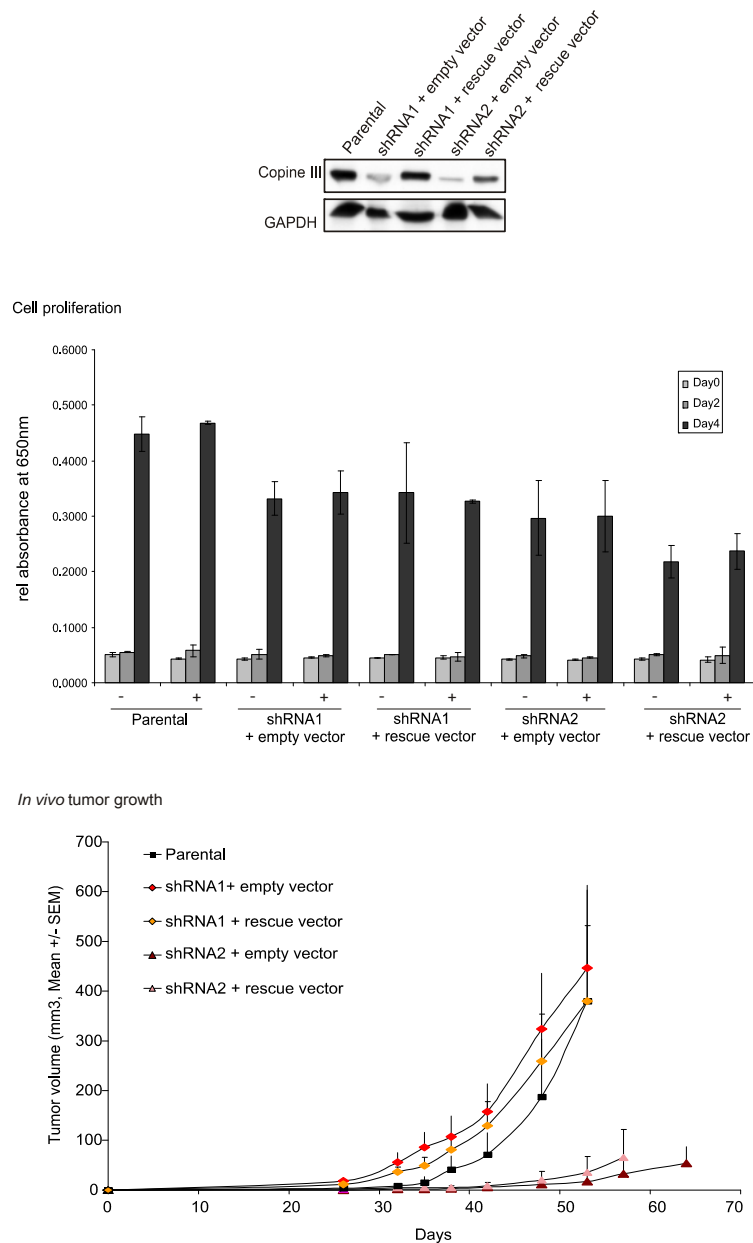 Parental
shRNA1 + empty vector
shRNA1 + rescue vector
shRNA2 + empty vector
shRNA2 + rescue vector
Copine III
GAPDH
Cell proliferation
rel absorbance at 650nm
0.6000
0.5000
0.4000
0.3000
0.2000
0.1000
0.0000
Day0
Day2
Day4
- + - + - + - + - +
Parental
shRNA1
+ empty vector
shRNA1
+ rescue vector
shRNA2
+ empty vector
shRNA2
+ rescue vector
In vivo tumor growth
Tumor volume (mm3, Mean +/- SEM)
700
600
500
400
300
200
100
0
Parental
shRNA1+ empty vector
shRNA1 + rescue vector
shRNA2 + empty vector
shRNA2 + rescue vector
0 10 20 30 40 50 60 70
Days